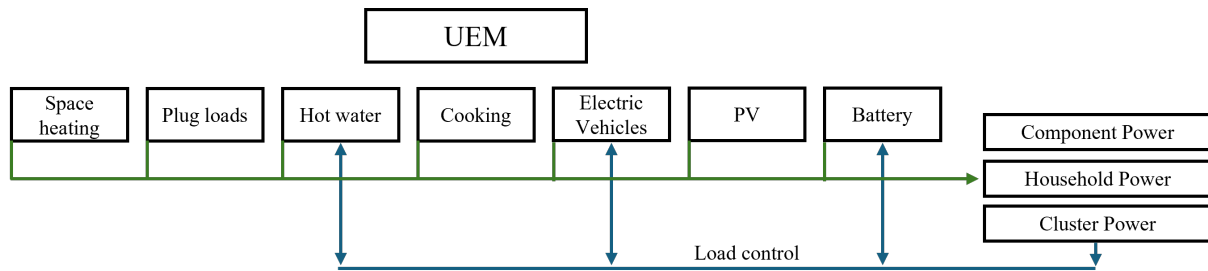 UEM
Space
heating
Plug loads
Hot water
Cooking
Electric
Vehicles
PV
Battery
Component Power
Household Power
Cluster Power
Load control